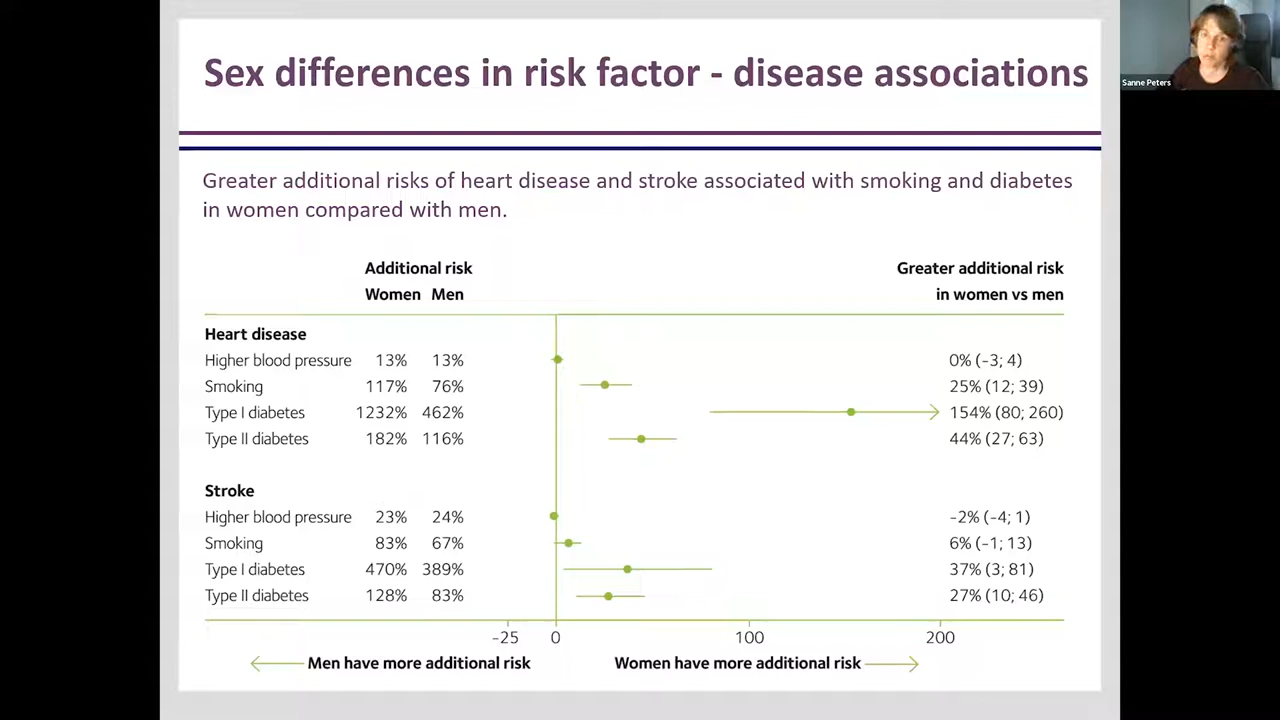 Sex differences in risk factor - disease associations
Sanne Peters
Greater additional risks of heart disease and stroke associated with smoking and diabetes
in women compared with men.
Additional risk Greater additional risk
Women Men in women vs men
Heart disease
Higher blood pressure 13% 13% 0% (-3; 4)
Smoking 117% 76% 25% (12; 39)
Type I diabetes 1232% 462% 154% (80; 260)
Type II diabetes 182% 116% 44% (27; 63)
Stroke
Higher blood pressure 23% 24% -2% (-4; 1)
Smoking 83% 67% 6% (-1; 13)
Type I diabetes 470% 389% 37% (3; 81)
Type II diabetes 128% 83% 27% (10; 46)
-25 0 100 200
Men have more additional risk Women have more additional risk